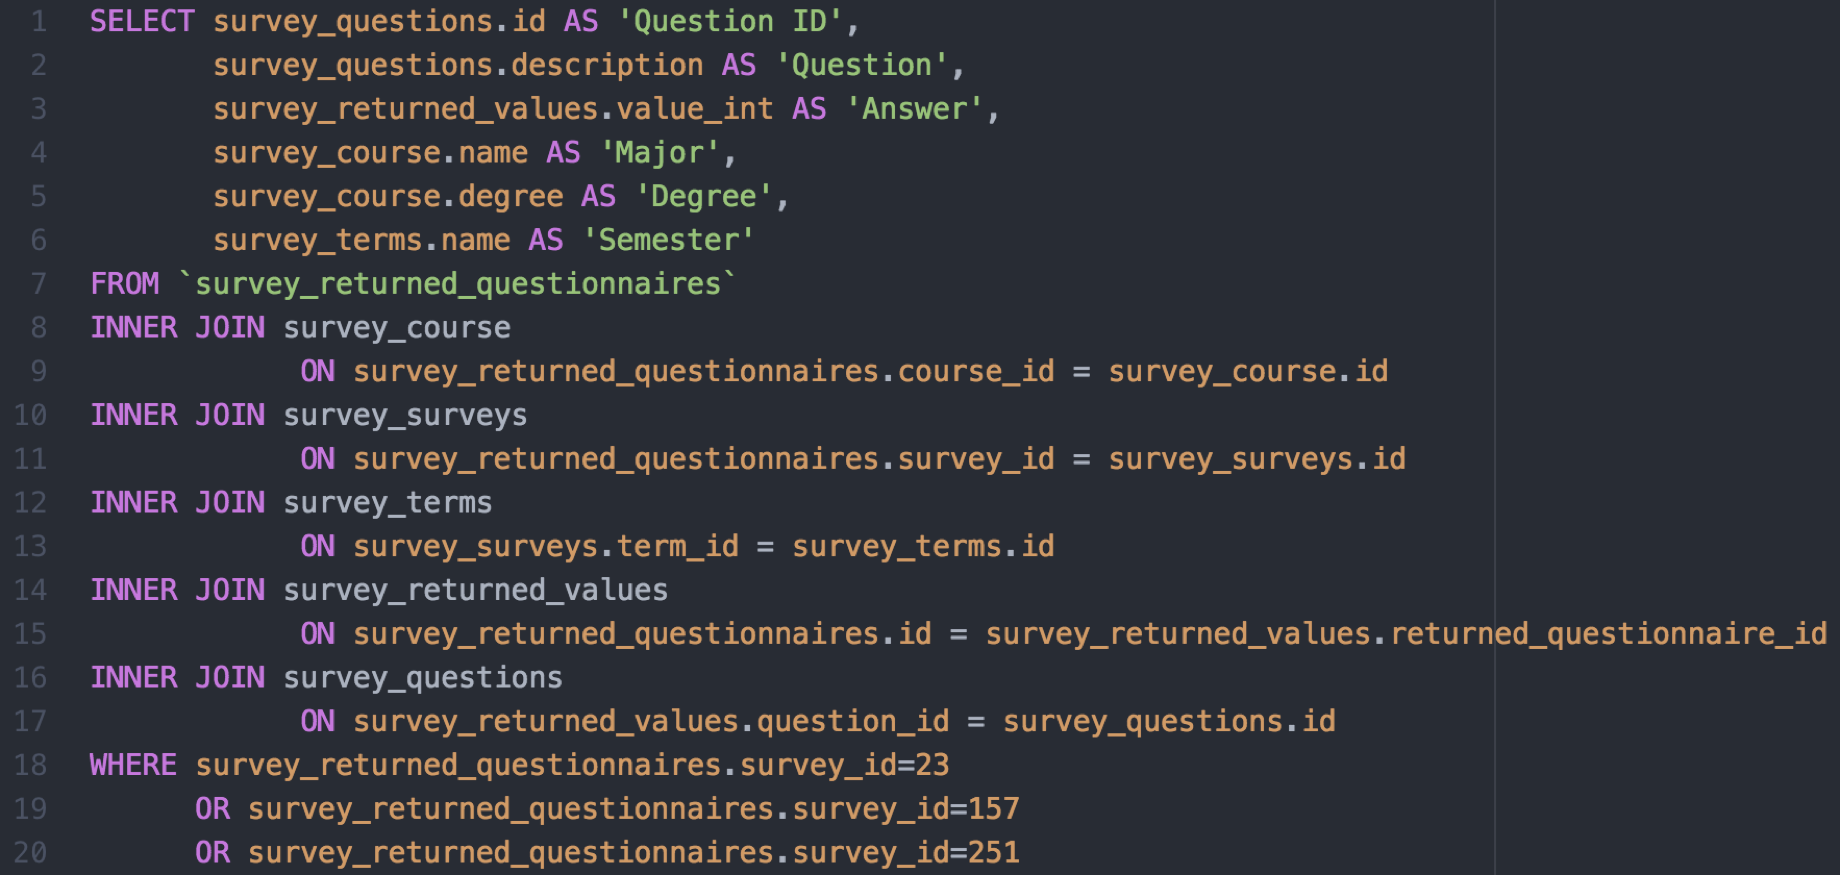 1 SELECT survey_questions.id AS 'Question ID',
2 survey_questions.description AS 'Question',
3 survey_returned_values.value_int AS 'Answer',
4 survey_course.name AS 'Major',
5 survey_course.degree AS 'Degree',
6 survey_terms.name AS 'Semester'
7 FROM `survey_returned_questionnaires`
8 INNER JOIN survey_course
9 ON survey_returned_questionnaires.course_id = survey_course.id
10 INNER JOIN survey_surveys
11 ON survey_returned_questionnaires.survey_id = survey_surveys.id
12 INNER JOIN survey_terms
13 ON survey_surveys.term_id = survey_terms.id
14 INNER JOIN survey_returned_values
15 ON survey_returned_questionnaires.id = survey_returned_values.returned_questionnaire_id
16 INNER JOIN survey_questions
17 ON survey_returned_values.question_id = survey_questions.id
18 WHERE survey_returned_questionnaires.survey_id=23
19 OR survey_returned_questionnaires.survey_id=157
20 OR survey_returned_questionnaires.survey_id=251